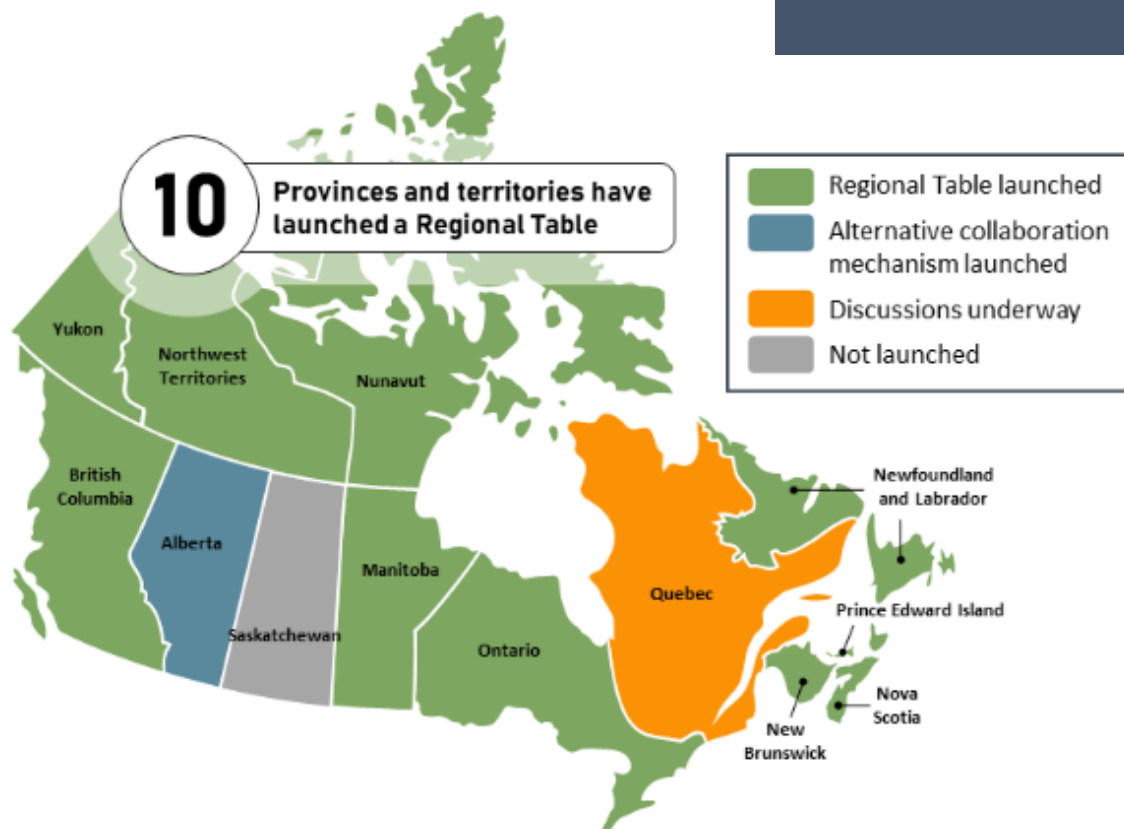 10
Provinces and territories have
launched a Regional Table
Regional Table launched
Alternative collaboration
mechanism launched
Discussions underway
Not launched
Yukon
Northwest
Territories
Nunavut
British
Columbia
Alberta
Saskatchewan
Manitoba
Ontario
Quebec
Newfoundland
and Labrador
Prince Edward Island
Nova
Scotia
New
Brunswick